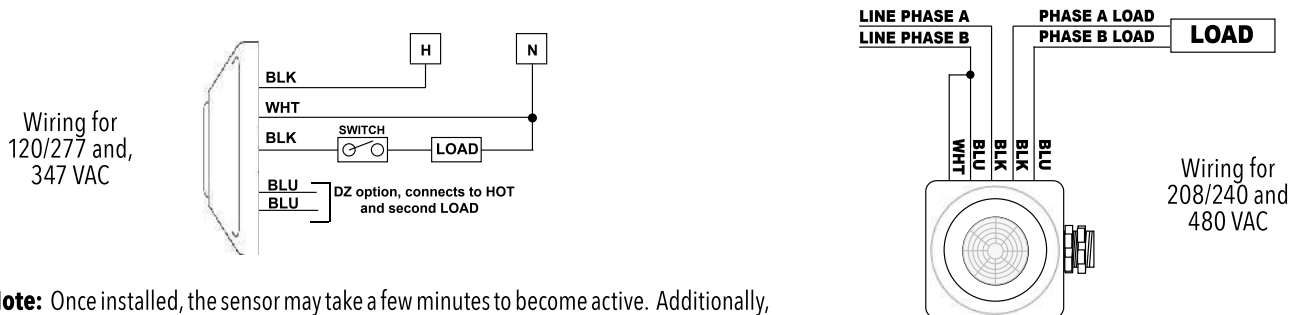 Wiring for
120/277 and,
347 VAC
H
N
BLK
WHT
BLK
SWITCH
LOAD
BLU
BLU
DZ option, connects to HOT
and second LOAD
LINE PHASE A
LINE PHASE B
PHASE A LOAD
PHASE B LOAD
LOAD
WHT
BLU
BLK
BLK
BLU
Wiring for
208/240 and
480 VAC
ote: Once installed, the sensor may take a few minutes to become active. Additionally,